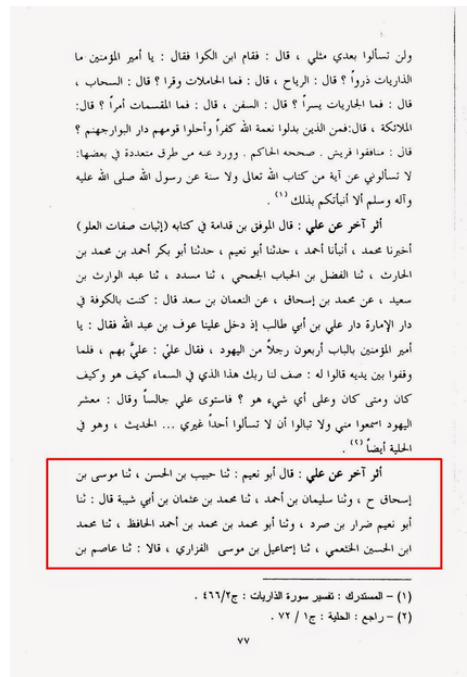 ولن تسألوا بعدي مثلي ، قال : فقام ابن الكوا فقال : يا أمير المؤمنين ما
الذاريات ذرواً ؟ قال : الرياح ، قال : فما الحاملات وقرا ؟ قال : السحاب ،
قال : فما الجاريات يسراً ؟ قال : السفن ، قال : فما المقسمات أمراً ؟ قال:
الملائكة ، قال:فمن الذين بدلوا نعمة الله كفراً وأحلوا قومهم دار البوارجهنم ؟
قال : منافقوا قريش . صححه الحاكم . وورد عنه من طرق متعددة في بعضها:
لا تسألوني عن آية من كتاب الله تعالى ولا سنة عن رسول الله صلى الله عليه
وآله وسلم ألا أنبأتكم بذلك (١) .
أثر آخر عن علي : قال الموفق بن قدامة في كتابه (إثبات صفات العلو)
أخبرنا محمد ، أنبأنا أحمد ، حدثنا أبو نعيم ، حدثنا أبو بكر أحمد بن محمد بن
الحارث ، ثنا الفضل بن الحباب الجمحي ، ثنا مسدد ، ثنا عبد الوارث بن
سعيد ، عن محمد بن إسحاق ، عن النعمان بن سعد قال : كنت بالكوفة في
دار الإمارة دار علي بن أبي طالب إذ دخل علينا عوف بن عبد الله فقال : يا
أمير المؤمنين بالباب أربعون رجلاً من اليهود ، فقال عليّ : عليَّ بهم ، فلما
وقفوا بين يديه قالوا له : صف لنا ربك هذا الذي في السماء كيف هو وكيف
كان ومتى كان وعلى أي شيء هو ؟ فاستوى علي جالساً وقال : معشر
اليهود اسمعوا مني ولا تبالوا أن لا تسألوا أحداً غيري ... الحديث ، وهو في
الحلية أيضاً (٢) .
أثر آخر عن علي : قال أبو نعيم : ثنا حبيب بن الحسن ، ثنا موسى بن
إسحاق ح ، وثنا سليمان بن أحمد ، ثنا محمد بن عثمان بن أبي شيبة قال : ثنا
أبو نعيم ضرار بن صرد ، وثنا أبو محمد بن محمد بن أحمد الحافظ ، ثنا محمد
ابن الحسين الخثعمي ، ثنا إسماعيل بن موسى الفزاري ، قالا : ثنا عاصم بن
(١) – المستدرك : تفسير سورة الذاريات : ج٤٦٦/٢ .
(٢) – راجع : الحلية : ج١ / ٧٢ .
٧٧